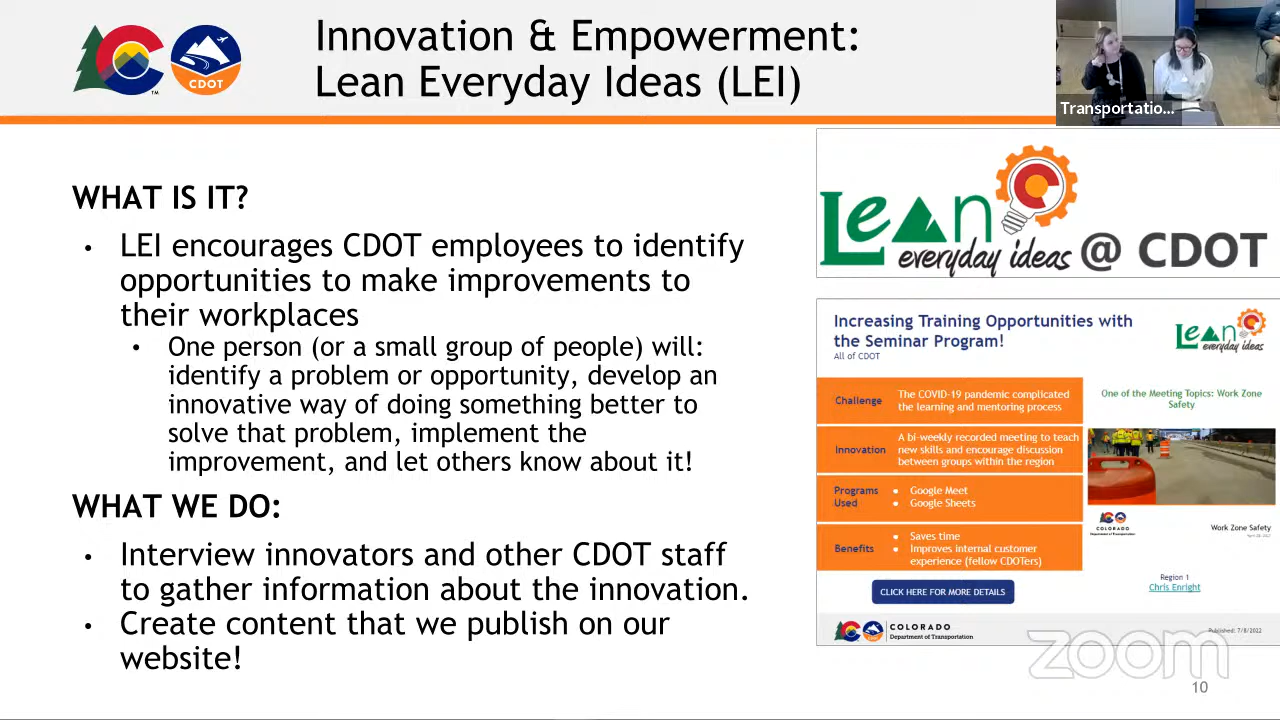 Innovation & Empowerment:
Lean Everyday Ideas (LEI)
CDOT
TM
Transportatio...
WHAT IS IT?
• LEI encourages CDOT employees to identify
opportunities to make improvements to
their workplaces
• One person (or a small group of people) will:
identify a problem or opportunity, develop an
innovative way of doing something better to
solve that problem, implement the
improvement, and let others know about it!
WHAT WE DO:
• Interview innovators and other CDOT staff
to gather information about the innovation.
• Create content that we publish on our
website!
Lean
everyday ideas @ CDOT
Increasing Training Opportunities with
the Seminar Program!
All of CDOT
Lean
everyday ideas
Challenge
The COVID-19 pandemic complicated
the learning and mentoring process
Innovation
A bi-weekly recorded meeting to teach
new skills and encourage discussion
between groups within the region
Programs
Used
• Google Meet
• Google Sheets
Benefits
• Saves time
• Improves internal customer
experience (fellow CDOTers)
CLICK HERE FOR MORE DETAILS
One of the Meeting Topics: Work Zone
Safety
COLORADO
Department of Transportation
Work Zone Safety
Region 1
Chris Enright
COLORADO
Department of Transportation
Published: 7/8/2022
zoom
10